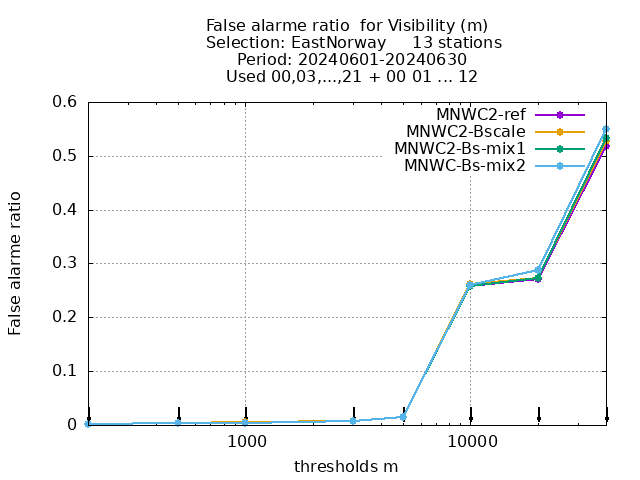 False alarme ratio  for Visibility (m)
Selection: EastNorway     13 stations
Period: 20240601-20240630
Used 00,03,...,21 + 00 01 ... 12
MNWC2-ref
MNWC2-Bscale
MNWC2-Bs-mix1
MNWC-Bs-mix2
0.6
0.5
0.4
0.3
0.2
0.1
0
False alarme ratio
1000
10000
thresholds m